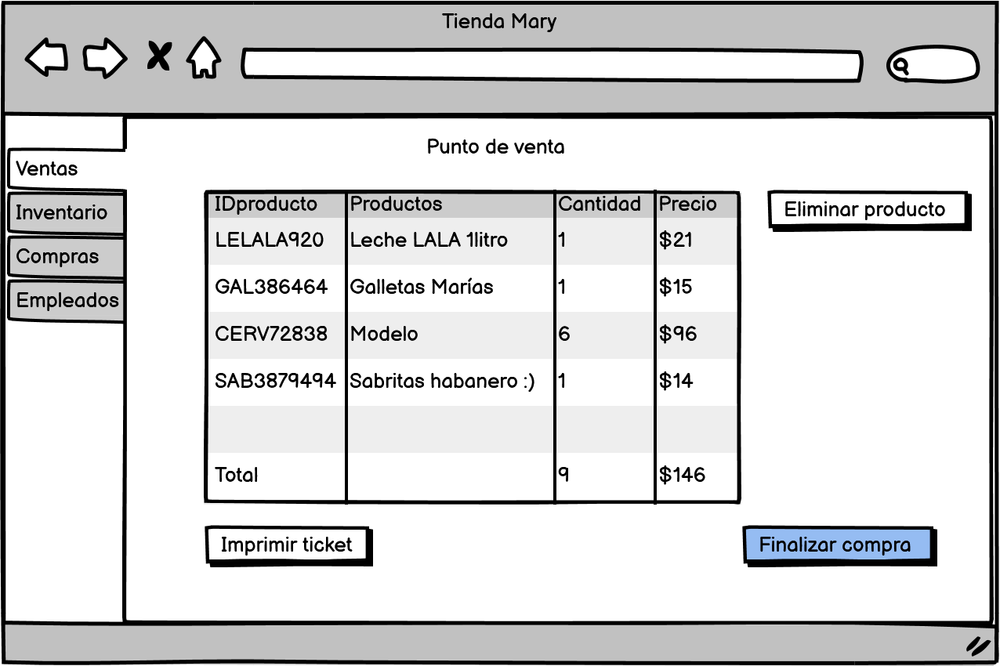 Tienda Mary
Punto de venta
Ventas
Inventario
Compras
Empleados
IDproducto Productos Cantidad Precio
LELALA920 Leche LALA 1litro 1 $21
GAL386464 Galletas Marías 1 $15
CERV72838 Modelo 6 $96
SAB3879494 Sabritas habanero :) 1 $14
Total 9 $146
Eliminar producto
Imprimir ticket
Finalizar compra